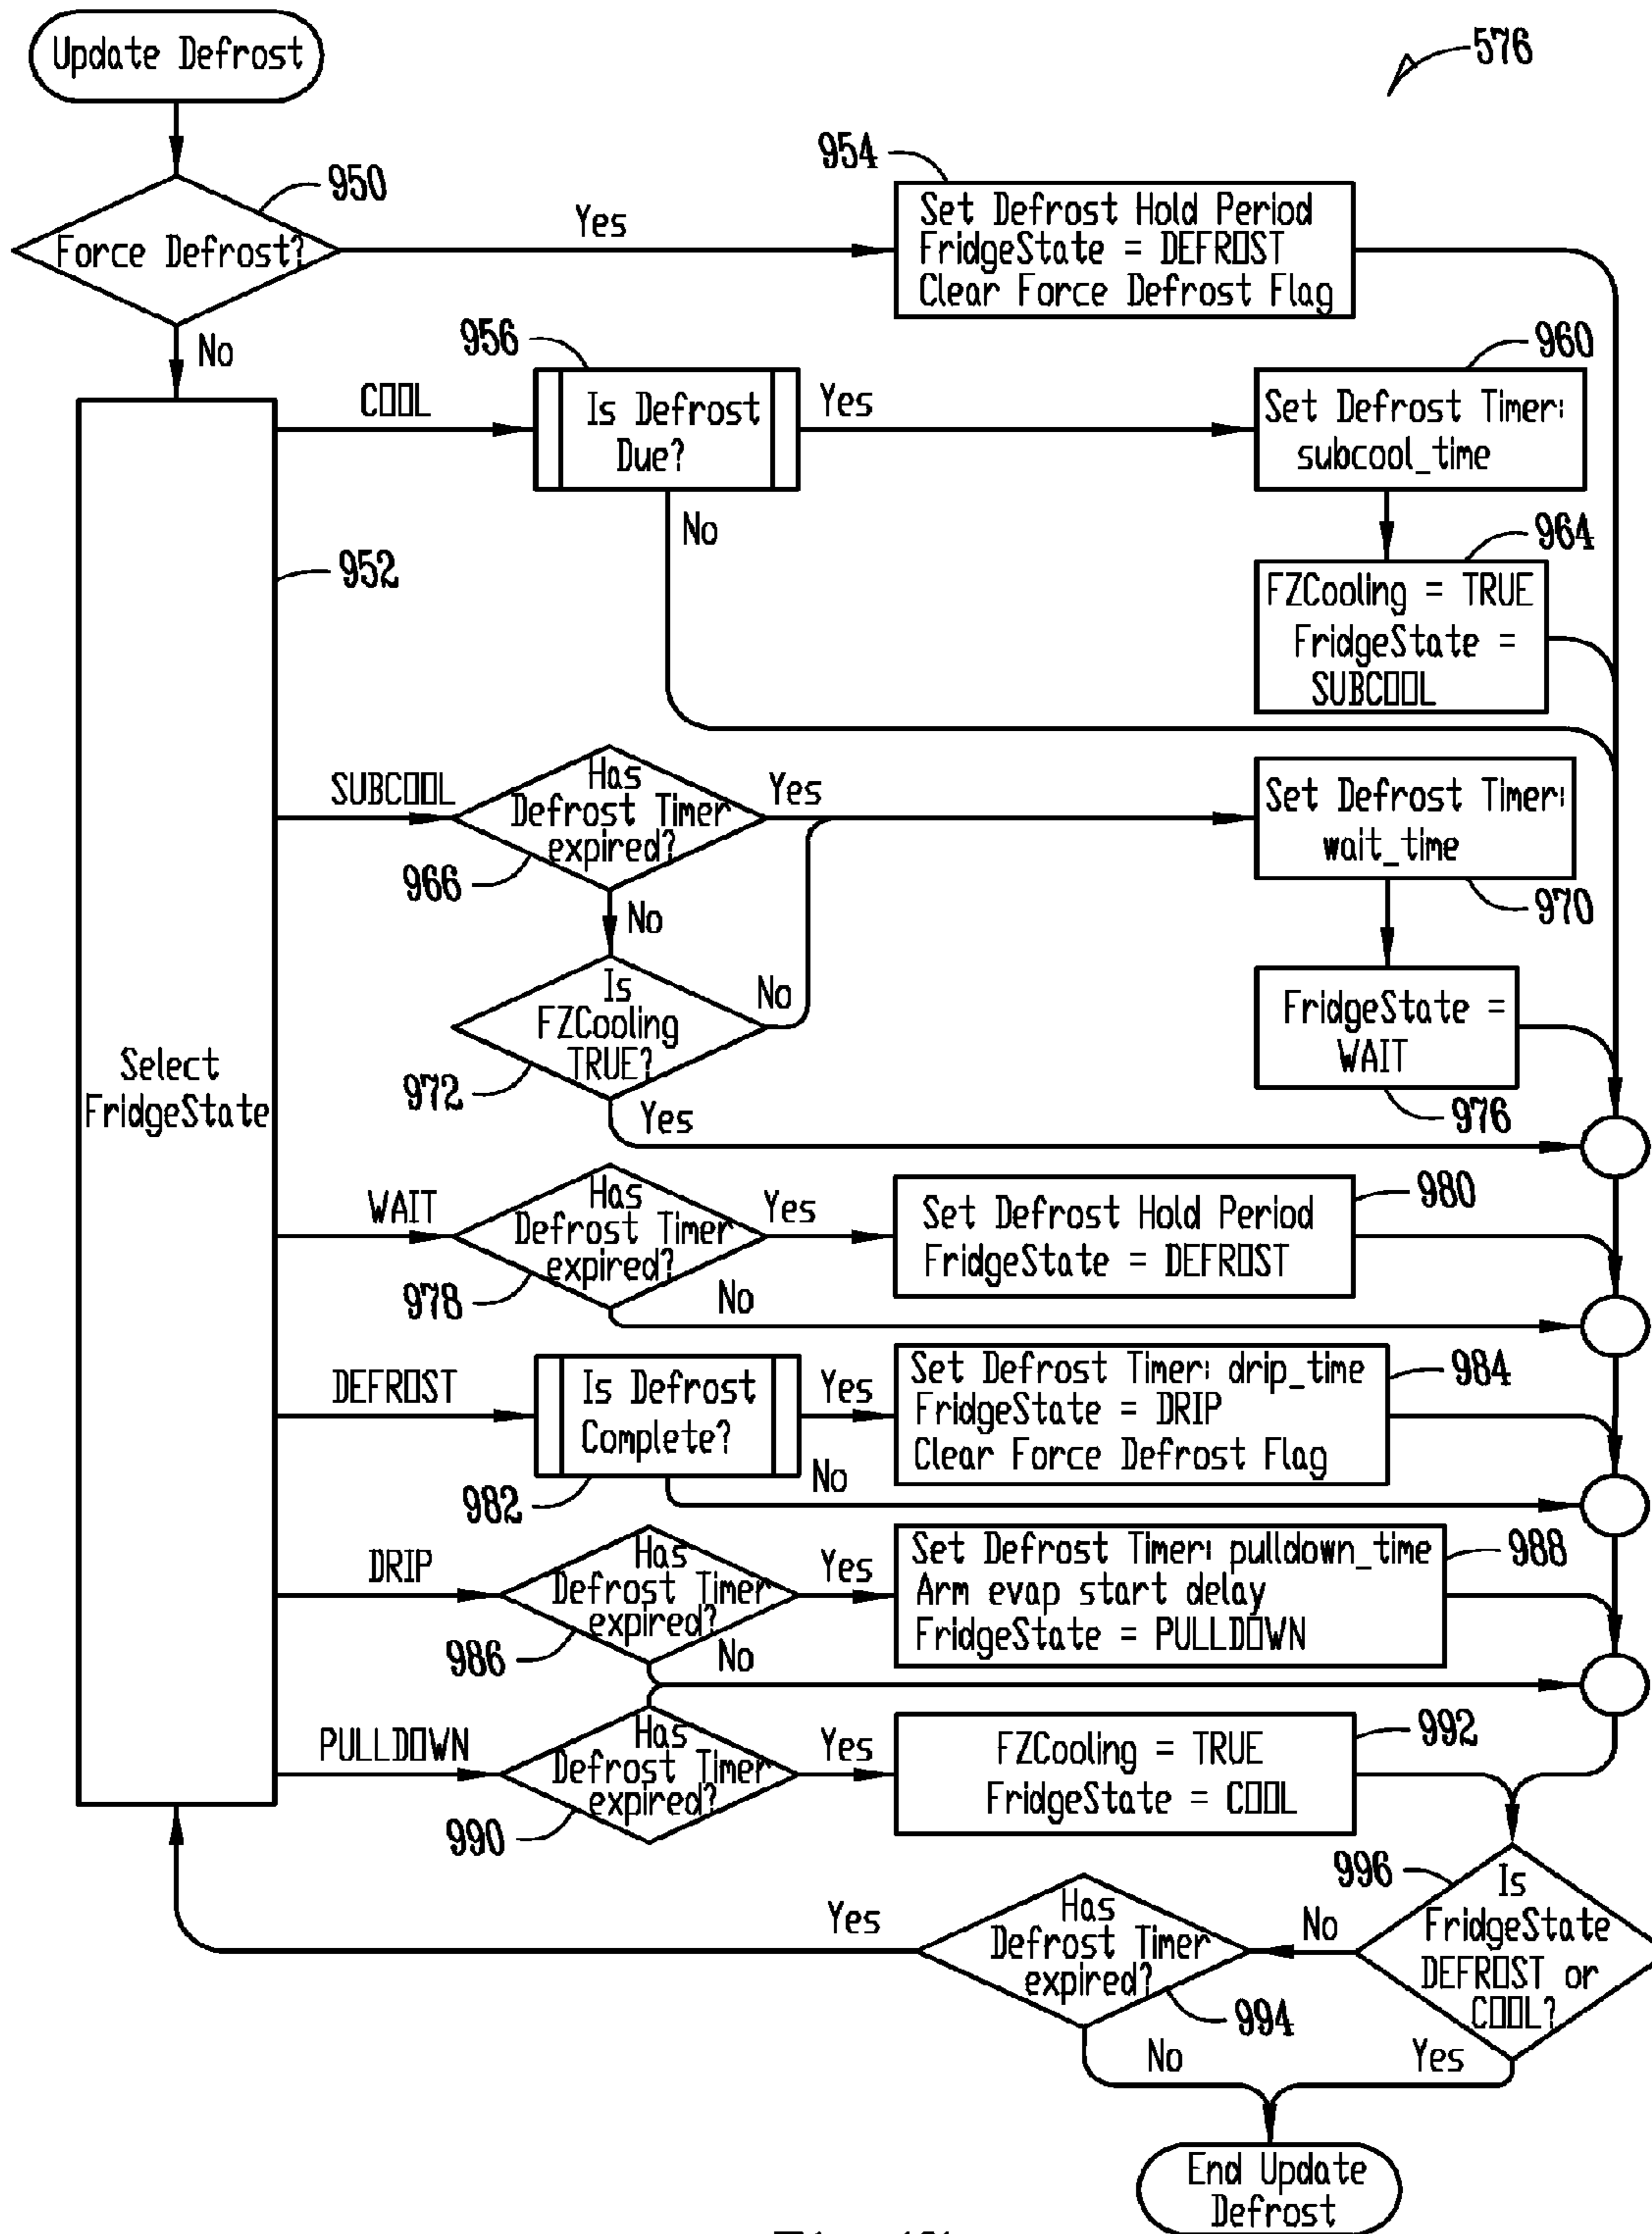 Update Defrost
576
950
Force Defrost?
Yes
954
Set Defrost Hold Period
FridgeState = DEFROST
Clear Force Defrost Flag
No
952
Select
FridgeState
COOL
956
Is Defrost
Due?
Yes
960
Set Defrost Timer:
subcool_time
No
964
FZCooling = TRUE
FridgeState =
SUBCOOL
SUBCOOL
Has
Defrost Timer
expired?
966
Yes
Set Defrost Timer:
wait_time
970
No
Is
FZCooling
TRUE?
972
No
Yes
FridgeState =
WAIT
976
WAIT
Has
Defrost Timer
expired?
978
Yes
No
980
Set Defrost Hold Period
FridgeState = DEFROST
DEFROST
Is Defrost
Complete?
982
Yes
No
984
Set Defrost Timer: drip_time
FridgeState = DRIP
Clear Force Defrost Flag
DRIP
Has
Defrost Timer
expired?
986
Yes
No
988
Set Defrost Timer: pulldown_time
Arm evap start delay
FridgeState = PULLDOWN
PULLDOWN
Has
Defrost Timer
expired?
990
Yes
992
FZCooling = TRUE
FridgeState = COOL
996
Is
FridgeState
DEFROST or
COOL?
No
Yes
Has
Defrost Timer
expired?
994
Yes
No
End Update
Defrost